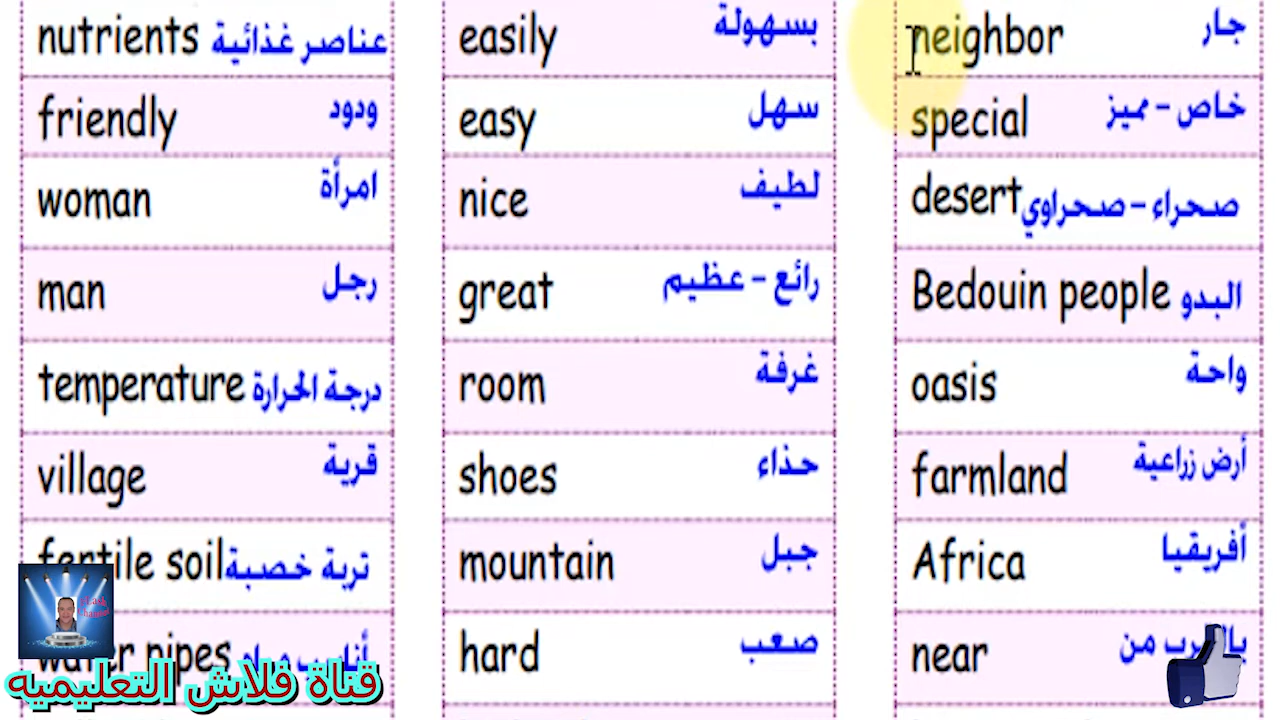 nutrients عناصر غذائية
friendly ودود
woman امرأة
man رجل
temperature درجة الحرارة
village قرية
fertile soil تربة خصبة
water pipes
easily بسهولة
easy سهل
nice لطيف
great رائع – عظيم
room غرفة
shoes حذاء
mountain جبل
hard صعب
neighbor جار
special خاص – مميز
desert صحراء – صحراوي
Bedouin people البدو
oasis واحة
farmland أرض زراعية
Africa أفريقيا
near بالقرب من
قناة فلاش التعليميه